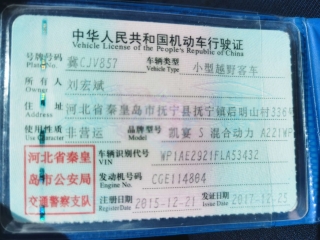 中华人民共和国机动车行驶证
Vehicle License of the People's Republic of China
号牌号码 冀CJV857 车辆类型 小型越野客车
Plate No. Vehicle Type
所有人 刘宏斌
Owner
住址 河北省秦皇岛市抚宁县抚宁镇后明山村336号
Address
使用性质 非营运 品牌型号 凯宴 S 混合动力 A221WP
Use Character Model
河北省秦皇
岛市公安局
交通警察支队
车辆识别代号 WP1AE2921FLA53432
VIN
发动机号码 CGE114864
Engine No.
注册日期 2015-12-21 发证日期 2017-12-25
Register Date Issue Date